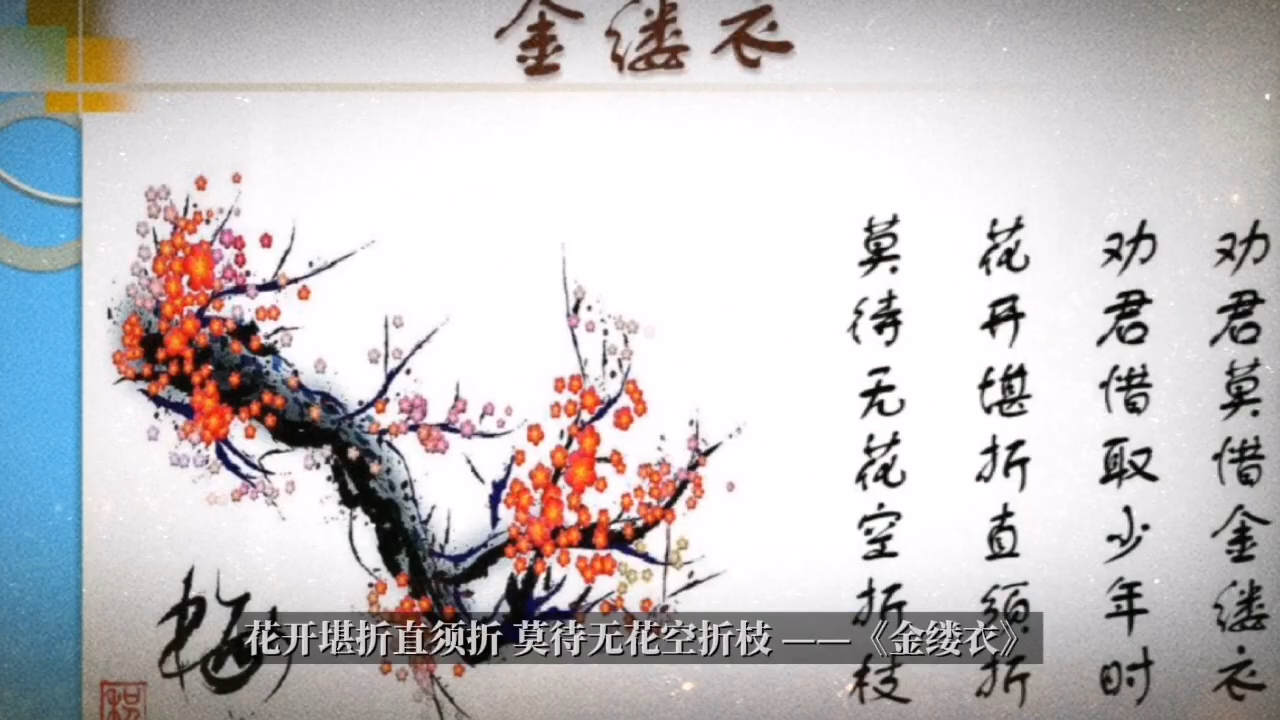 金缕衣
劝君莫惜金缕衣
劝君惜取少年时
花开堪折直须折
莫待无花空折枝
梅
花开堪折直须折 莫待无花空折枝 ——《金缕衣》